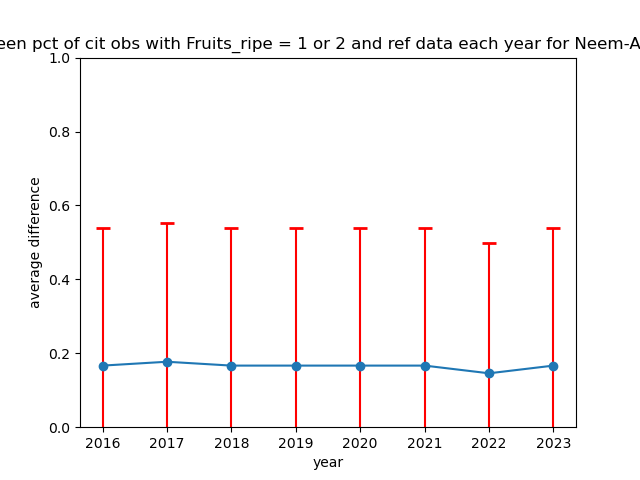 een pct of cit obs with Fruits_ripe = 1 or 2 and ref data each year for Neem-A
1.0
0.8
0.6
0.4
0.2
0.0
average difference
2016 2017 2018 2019 2020 2021 2022 2023
year